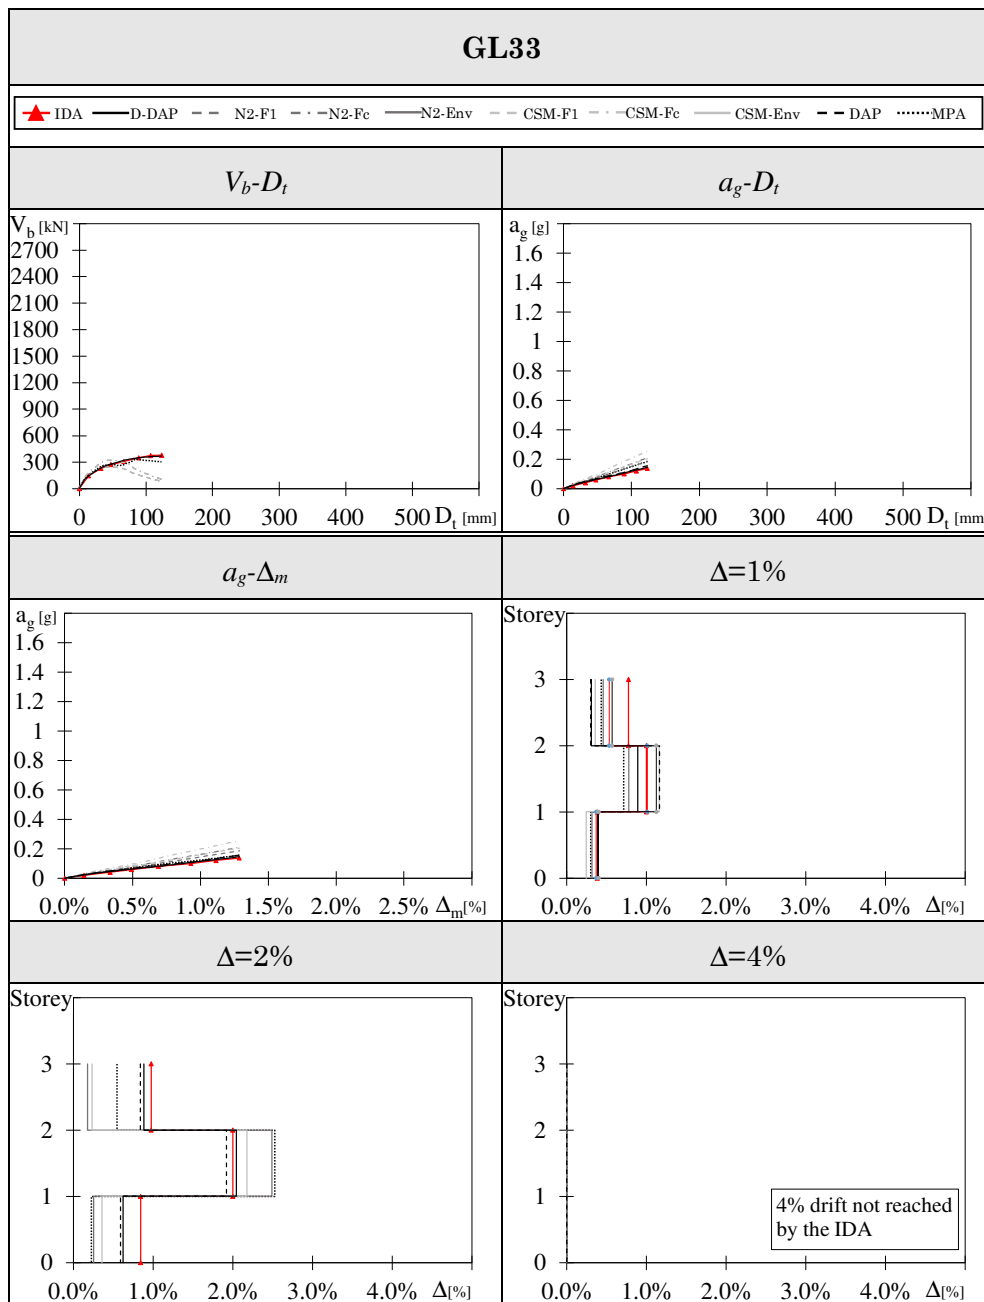 GL33
IDA D-DAP N2-F1 N2-Fc N2-Env CSM-F1 CSM-Fc CSM-Env DAP MPA
Vb-Dt
ag-Dt
Vb [kN]
2700
2400
2100
1800
1500
1200
900
600
300
0
0 100 200 300 400 500 Dt [mm]
ag [g]
1.6
1.4
1.2
1
0.8
0.6
0.4
0.2
0
0 100 200 300 400 500 Dt [mm]
ag-Δm
Δ=1%
ag [g]
1.6
1.4
1.2
1
0.8
0.6
0.4
0.2
0
0.0% 0.5% 1.0% 1.5% 2.0% 2.5% Δm[%]
Storey
3
2
1
0
0.0% 1.0% 2.0% 3.0% 4.0% Δ[%]
Δ=2%
Δ=4%
Storey
3
2
1
0
0.0% 1.0% 2.0% 3.0% 4.0% Δ[%]
Storey
3
2
1
0
4% drift not reached
by the IDA
0.0% 1.0% 2.0% 3.0% 4.0% Δ[%]